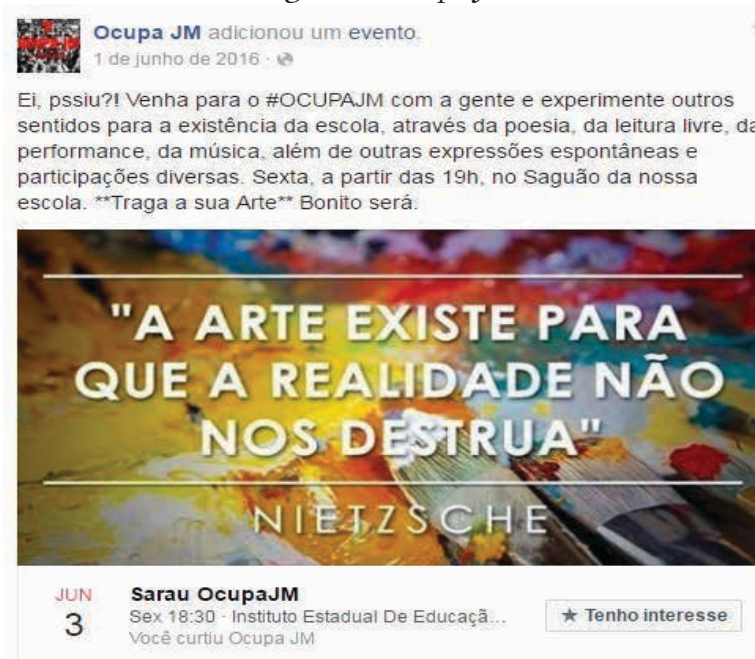 Ocupa JM adicionou um evento.
1 de junho de 2016 ·
Ei, pssiu?! Venha para o #OCUPAJM com a gente e experimente outros
sentidos para a existência da escola, através da poesia, da leitura livre, da
performance, da música, além de outras expressões espontâneas e
participações diversas. Sexta, a partir das 19h, no Saguão da nossa
escola. **Traga a sua Arte** Bonito será.
"A ARTE EXISTE PARA
QUE A REALIDADE NÃO
NOS DESTRUA"
NIETZSCHE
JUN
3
Sarau OcupaJM
Sex 18:30 · Instituto Estadual De Educaçã...
Você curtiu Ocupa JM
★ Tenho interesse